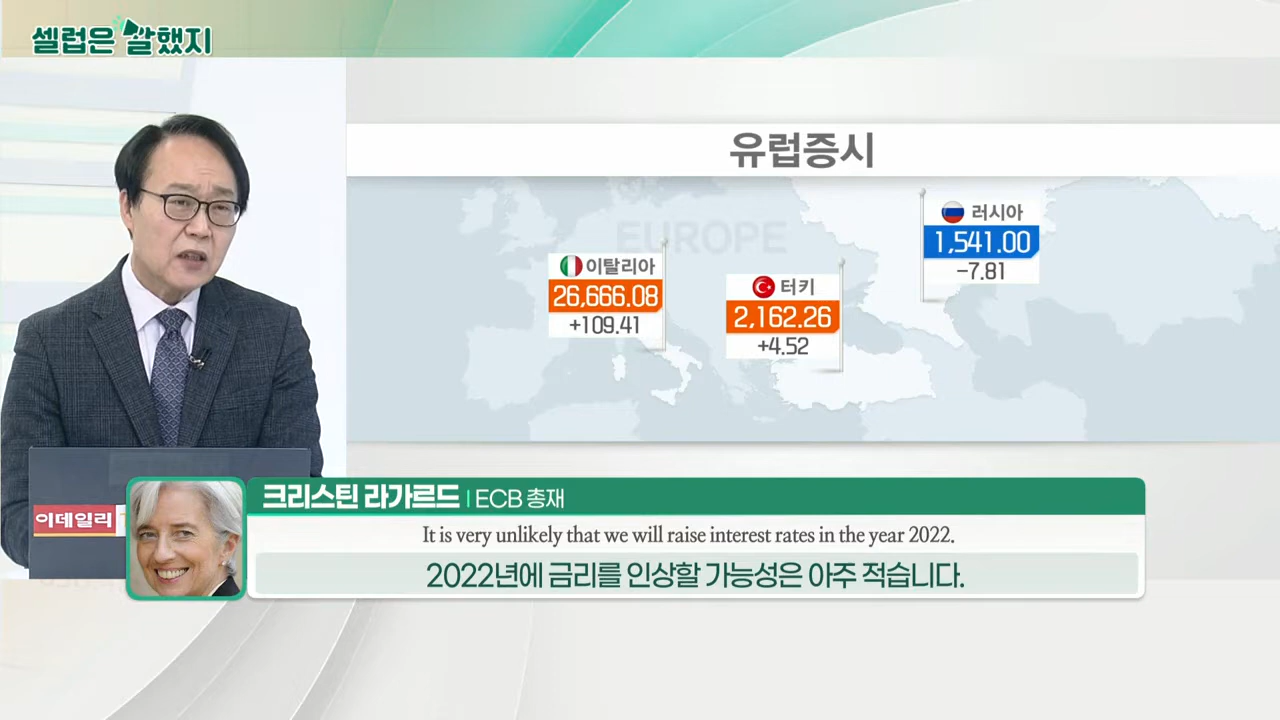 셀럽은 말했지
유럽증시
EUROPE
러시아
1,541.00
-7.81
이탈리아
26,666.08
+109.41
터키
2,162.26
+4.52
이데일리
크리스틴 라가르드 | ECB 총재
It is very unlikely that we will raise interest rates in the year 2022.
2022년에 금리를 인상할 가능성은 아주 적습니다.